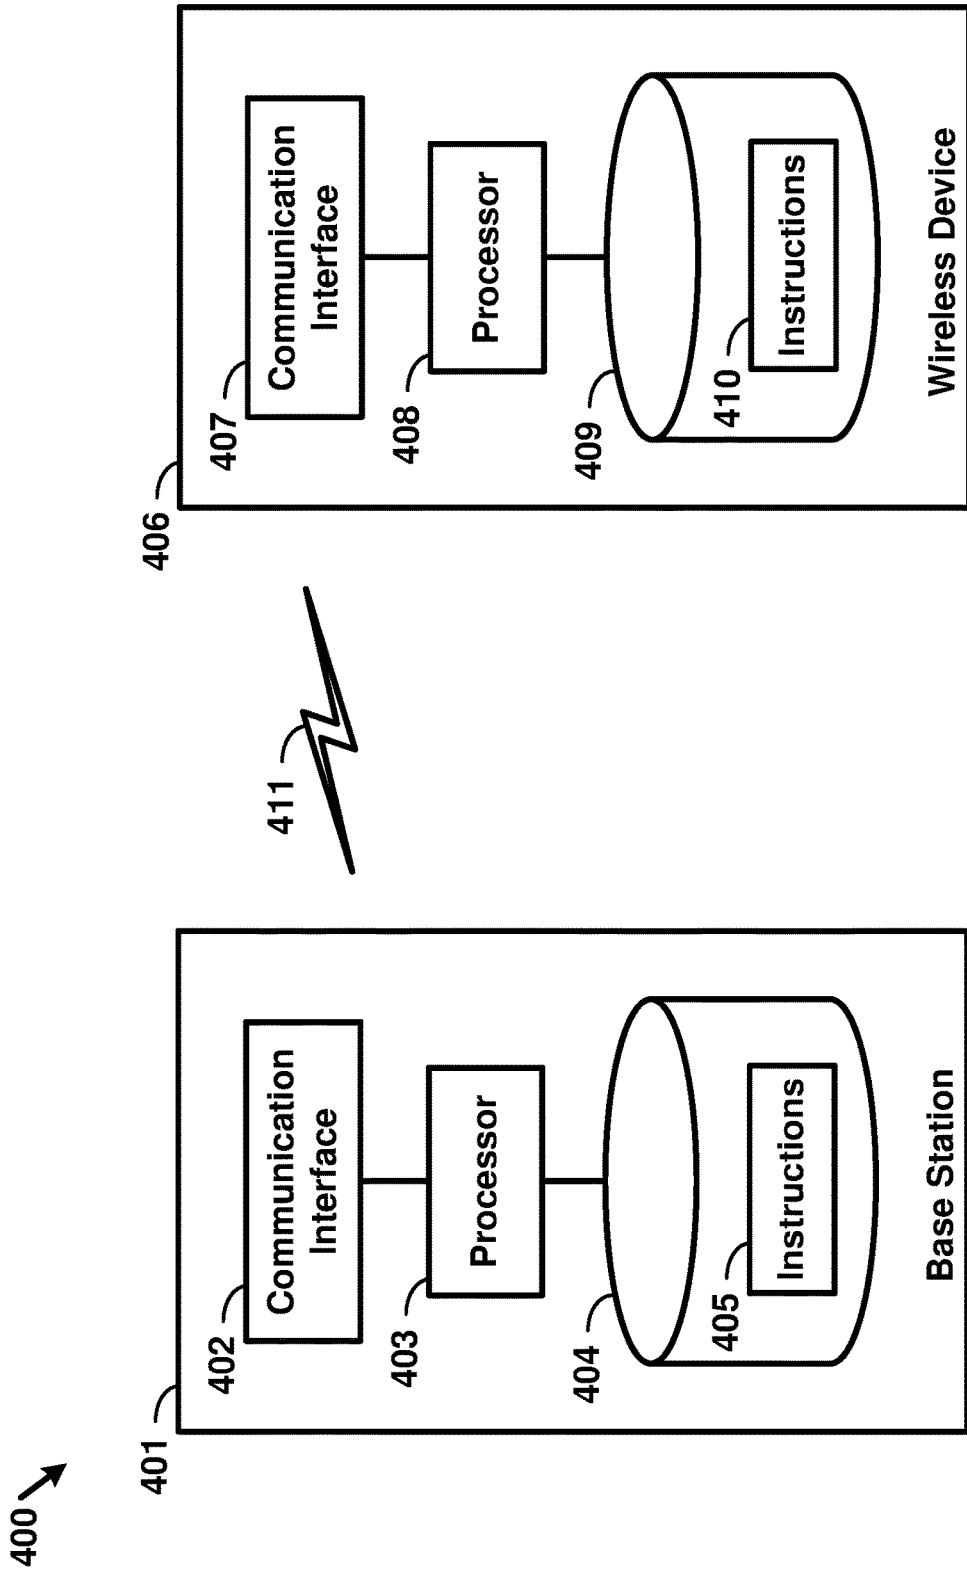 400
401
402
Communication
Interface
403
Processor
404
405
Instructions
Base Station
411
406
407
Communication
Interface
408
Processor
409
410
Instructions
Wireless Device